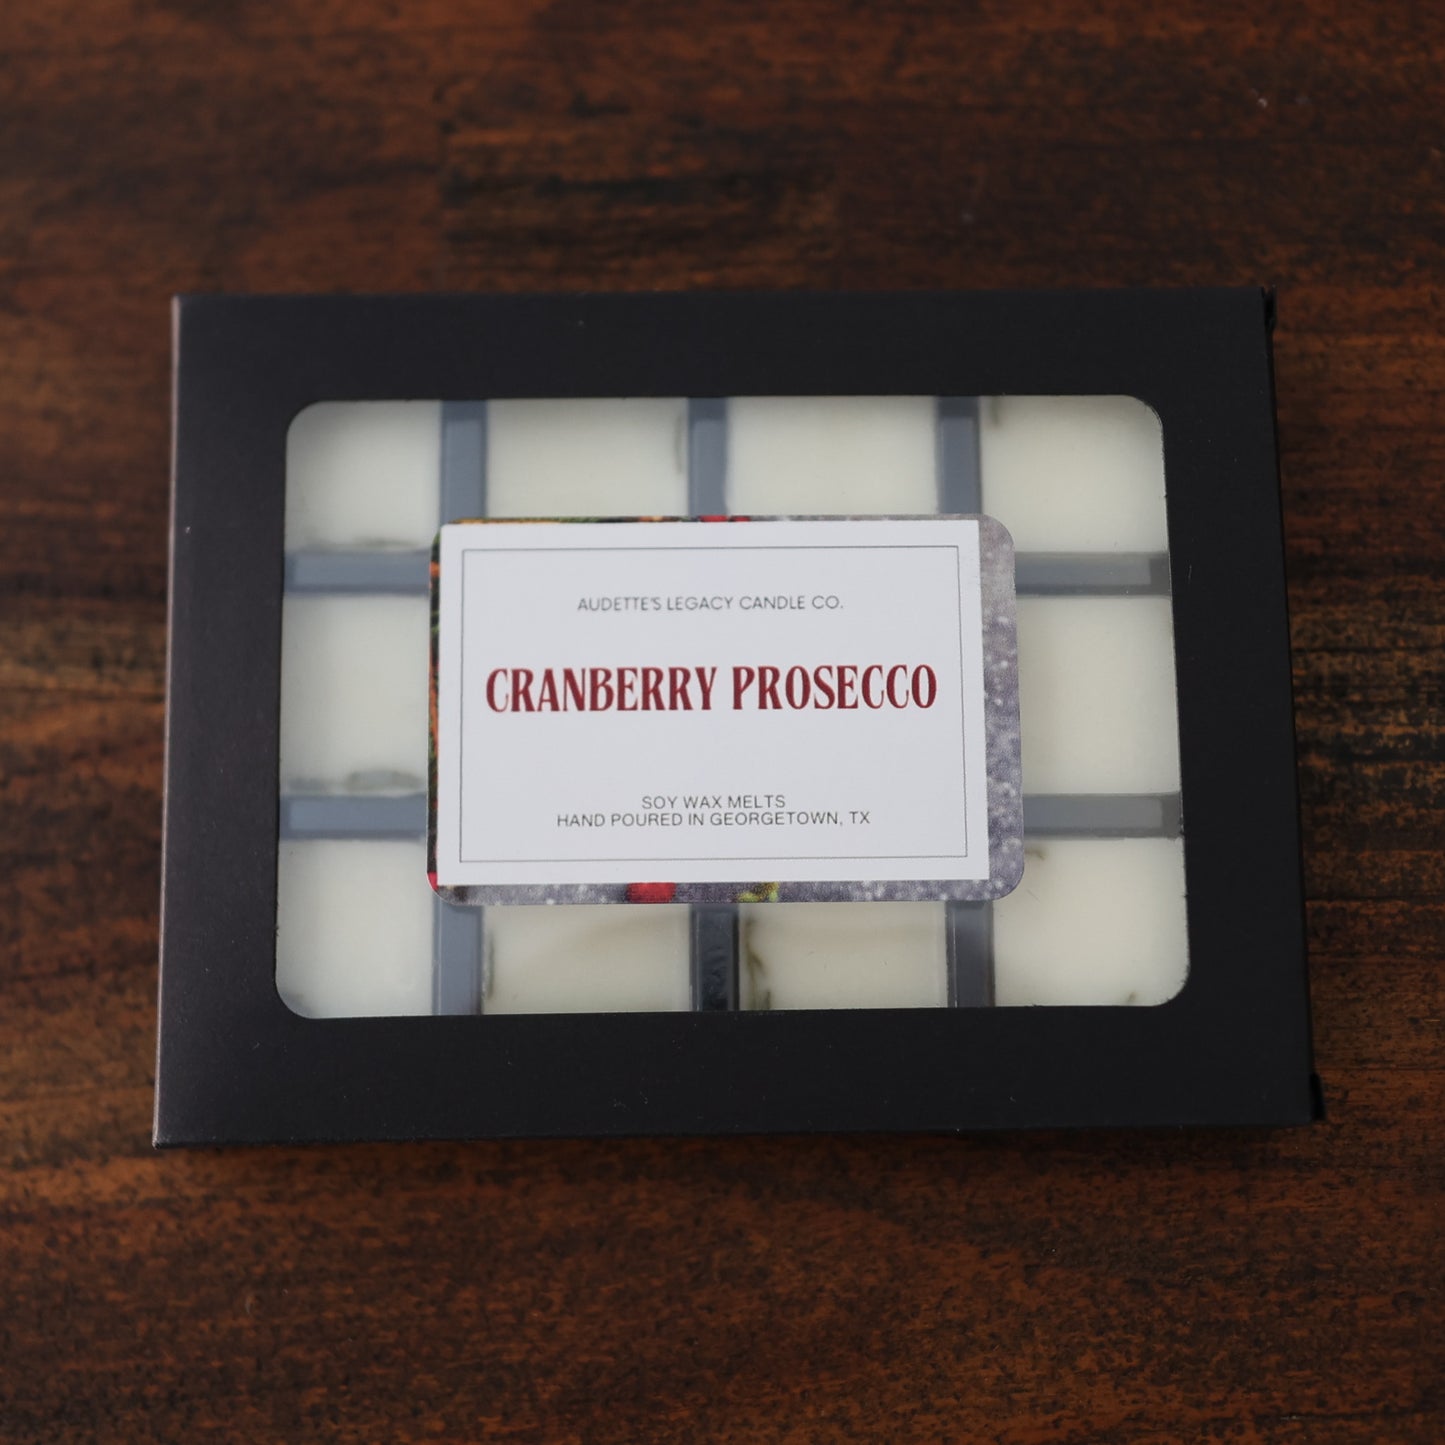 AUDETTE'S LEGACY CANDLE CO.
CRANBERRY PROSECCO
SOY WAX MELTS
HAND POURED IN GEORGETOWN, TX